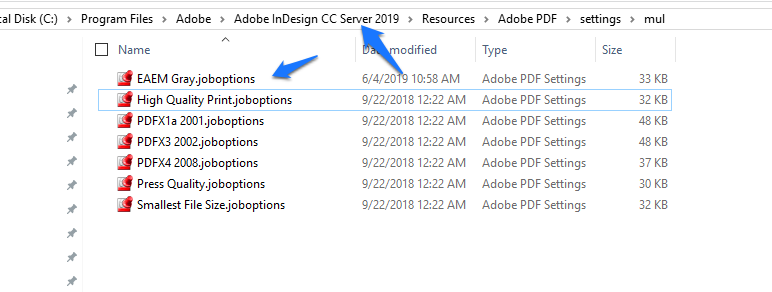 cal Disk (C:) > Program Files > Adobe > Adobe InDesign CC Server 2019 > Resources > Adobe PDF > settings > mul
Name Date modified Type Size
EAEM Gray.joboptions 6/4/2019 10:58 AM Adobe PDF Settings 33 KB
High Quality Print.joboptions 9/22/2018 12:22 AM Adobe PDF Settings 32 KB
PDFX1a 2001.joboptions 9/22/2018 12:22 AM Adobe PDF Settings 48 KB
PDFX3 2002.joboptions 9/22/2018 12:22 AM Adobe PDF Settings 48 KB
PDFX4 2008.joboptions 9/22/2018 12:22 AM Adobe PDF Settings 37 KB
Press Quality.joboptions 9/22/2018 12:22 AM Adobe PDF Settings 30 KB
Smallest File Size.joboptions 9/22/2018 12:22 AM Adobe PDF Settings 32 KB